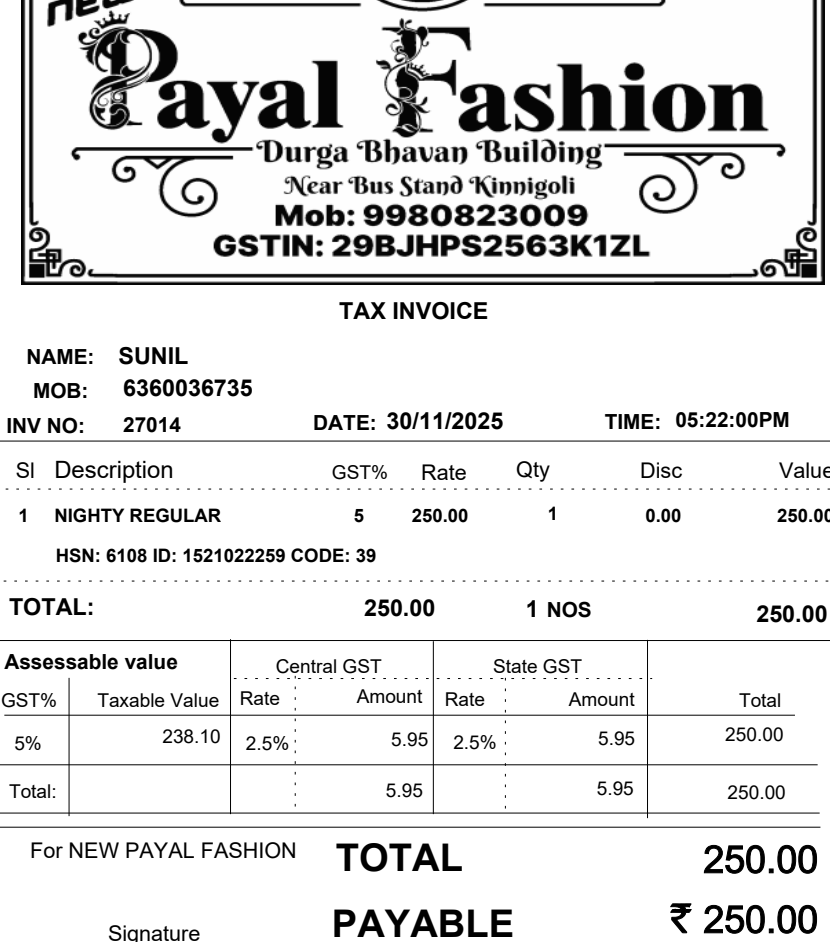 new
Payal Fashion
Durga Bhavan Building
Near Bus Stand Kinnigoli
Mob: 9980823009
GSTIN: 29BJHPS2563K1ZL
TAX INVOICE
NAME: SUNIL
MOB: 6360036735
INV NO: 27014 DATE: 30/11/2025 TIME: 05:22:00PM
Sl Description GST% Rate Qty Disc Value
1 NIGHTY REGULAR 5 250.00 1 0.00 250.00
HSN: 6108 ID: 1521022259 CODE: 39
TOTAL: 250.00 1 NOS 250.00
Assessable value Central GST State GST
GST% Taxable Value Rate Amount Rate Amount Total
5% 238.10 2.5% 5.95 2.5% 5.95 250.00
Total: 5.95 5.95 250.00
For NEW PAYAL FASHION TOTAL 250.00
Signature PAYABLE ₹ 250.00